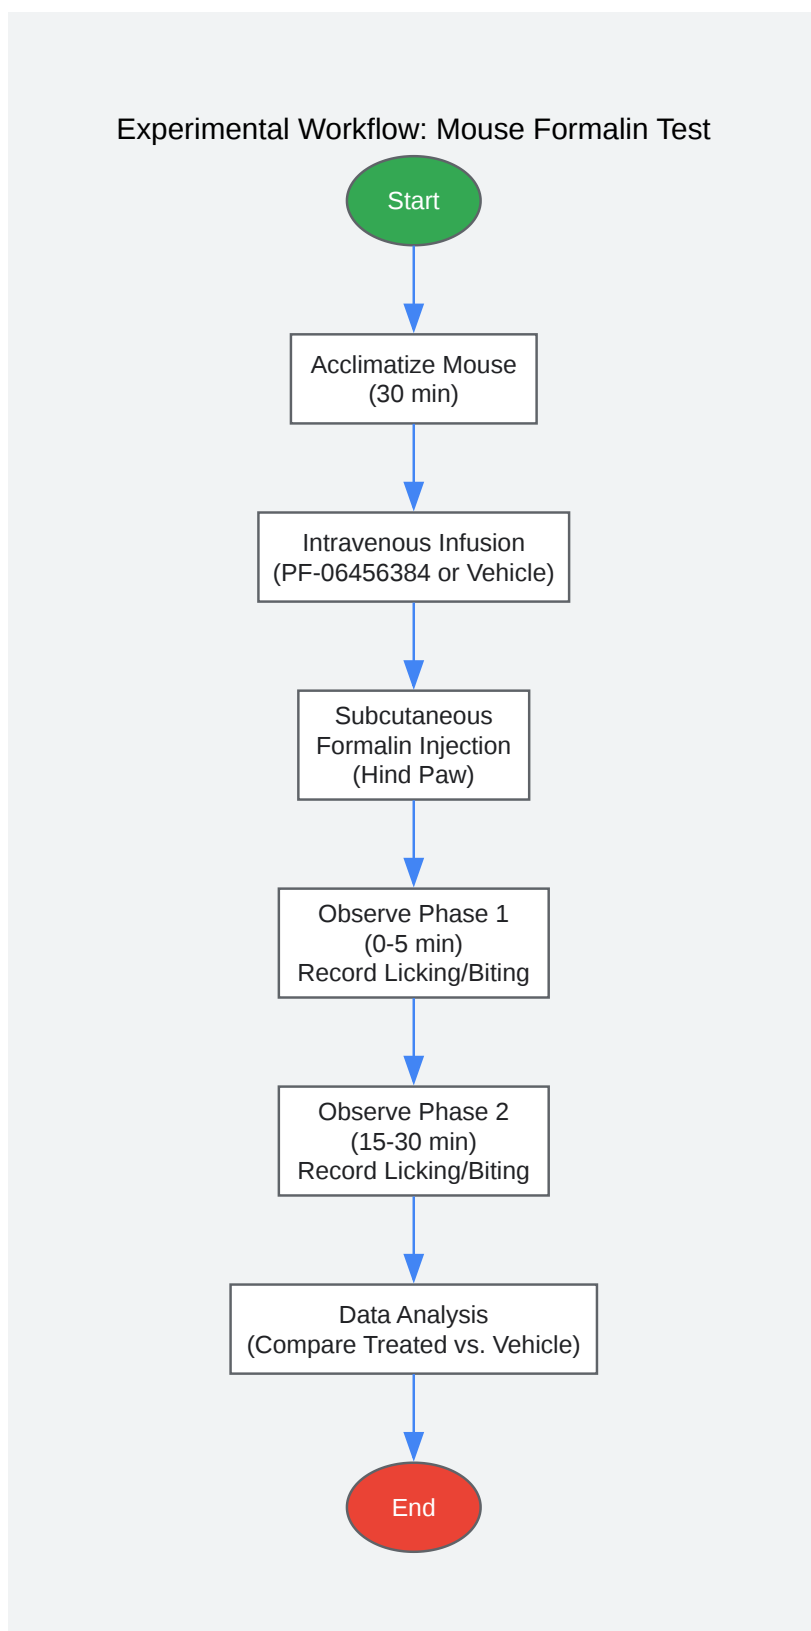 Experimental Workflow: Mouse Formalin Test
Start
Acclimatize Mouse
(30 min)
Intravenous Infusion
(PF-06456384 or Vehicle)
Subcutaneous
Formalin Injection
(Hind Paw)
Observe Phase 1
(0-5 min)
Record Licking/Biting
Observe Phase 2
(15-30 min)
Record Licking/Biting
Data Analysis
(Compare Treated vs. Vehicle)
End